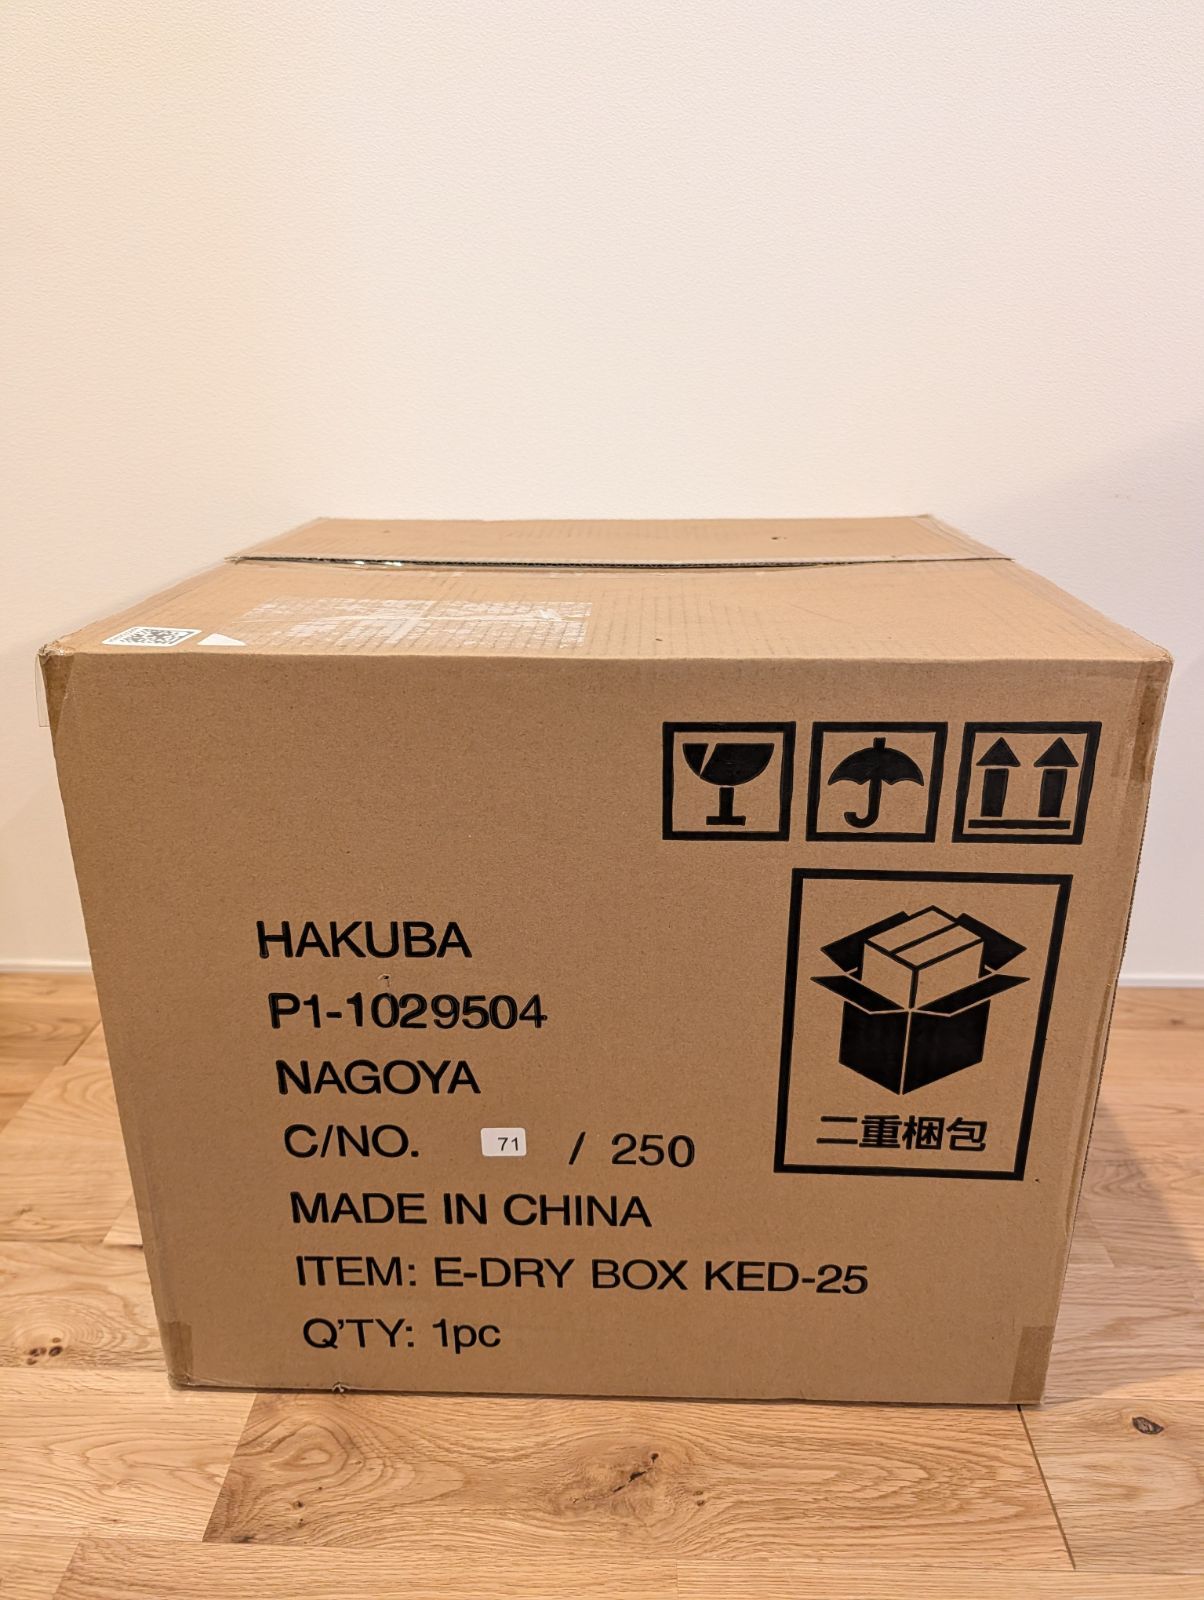 HAKUBA
P1-1029504
NAGOYA
C/NO. 71 / 250
MADE IN CHINA
ITEM: E-DRY BOX KED-25
Q'TY: 1pc
二重梱包